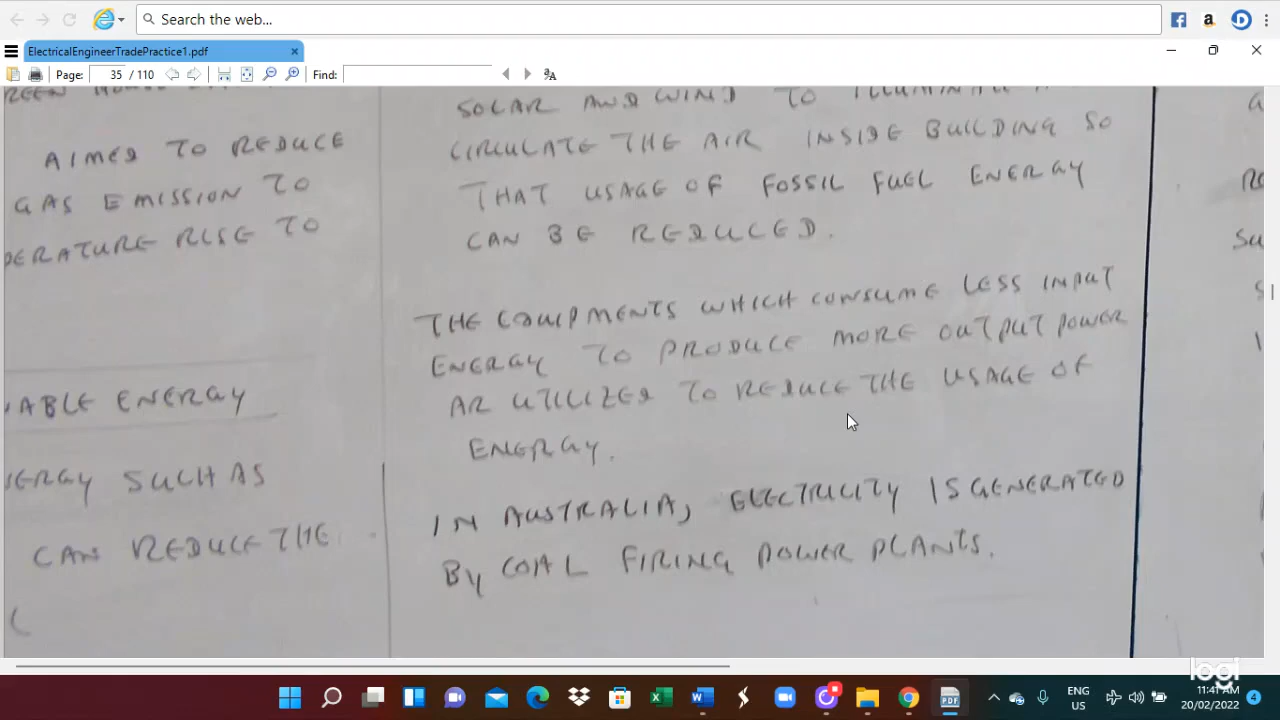 Search the web...
ElectricalEngineerTradePractice1.pdf
Page: 35 / 110 Find:
AIMED TO REDUCE
GAS EMISSION TO
PERATURE RISE TO
ABLE ENERGY
SUCH AS
CAN REDUCE THE
SOLAR AND WIND TO
CIRCULATE THE AIR INSIDE BUILDING SO
THAT USAGE OF FOSSIL FUEL ENERGY
CAN BE REDUCED.
THE EQUIPMENTS WHICH CONSUME LESS INPUT
ENERGY TO PRODUCE MORE OUTPUT POWER
AR UTILIZED TO REDUCE THE USAGE OF
ENERGY.
IN AUSTRALIA, ELECTRICITY IS GENERATED
BY COAL FIRING POWER PLANTS.
logi
ENG
US
11:41 AM
20/02/2022
4